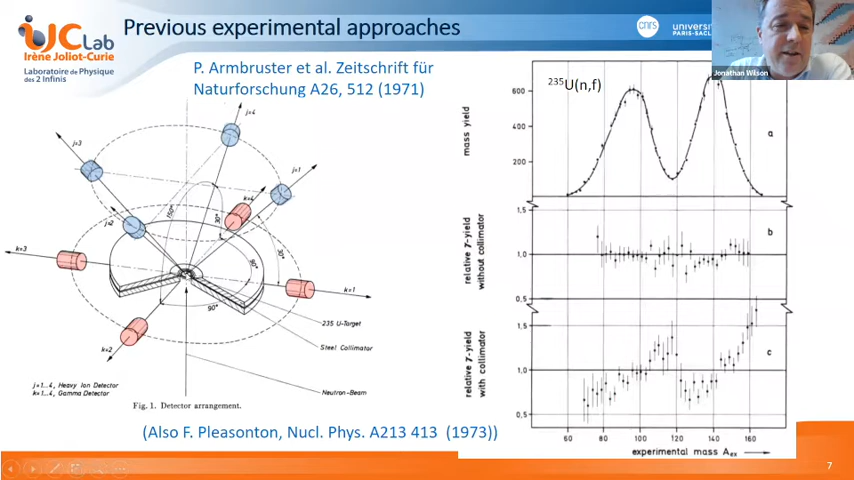 iJC Lab
Irène Joliot-Curie
Laboratoire de Physique
des 2 Infinis
Previous experimental approaches
cnrs
université
PARIS-SACLAY
Jonathan Wilson
P. Armbruster et al. Zeitschrift für
Naturforschung A26, 512 (1971)
j=4
j=3
j=1
k=4
j=2
150°
30°
30°
90°
90°
k=3
k=1
k=2
235 U-Target
Steel Collimator
Neutron-Beam
j=1...4, Heavy Ion Detector
k=1...4, Gamma Detector
Fig. 1. Detector arrangement.
(Also F. Pleasonton, Nucl. Phys. A213 413 (1973))
235U(n,f)
mass yield
600
400
200
a
relative γ-yield
without collimator
1,5
1,0
0,5
b
relative γ-yield
with collimator
1,5
1,0
0,5
c
60 80 100 120 140 160
experimental mass Aex
7